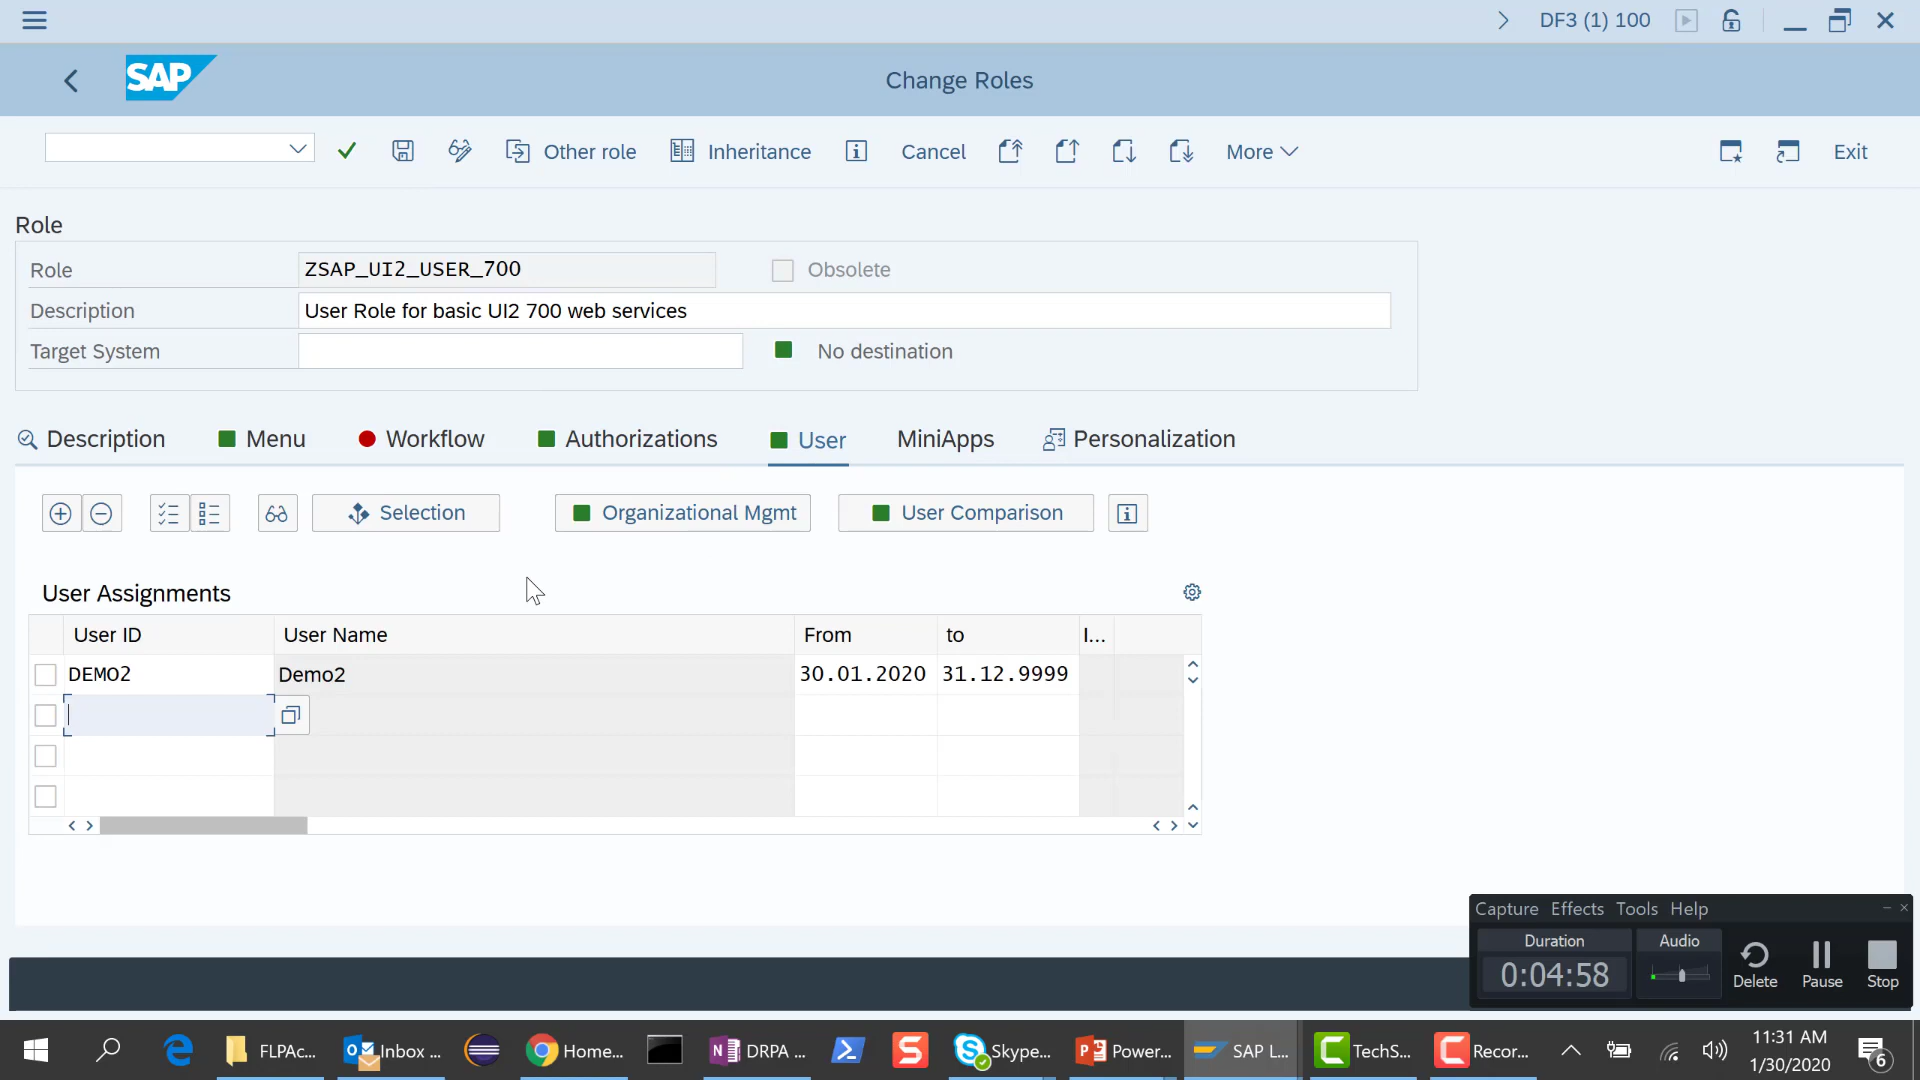 DF3 (1) 100
SAP
Change Roles
Other role
Inheritance
Cancel
More
Exit
Role
Role
ZSAP_UI2_USER_700
Obsolete
Description
User Role for basic UI2 700 web services
Target System
No destination
Description
Menu
Workflow
Authorizations
User
MiniApps
Personalization
Selection
Organizational Mgmt
User Comparison
User Assignments
User ID
User Name
From
to
I...
DEMO2
Demo2
30.01.2020
31.12.9999
Capture
Effects
Tools
Help
Duration
Audio
0:04:58
Delete
Pause
Stop
FLPAc...
Inbox ...
Home...
DRPA ...
Skype...
Power...
SAP L...
TechS...
Recor...
11:31 AM
1/30/2020
6